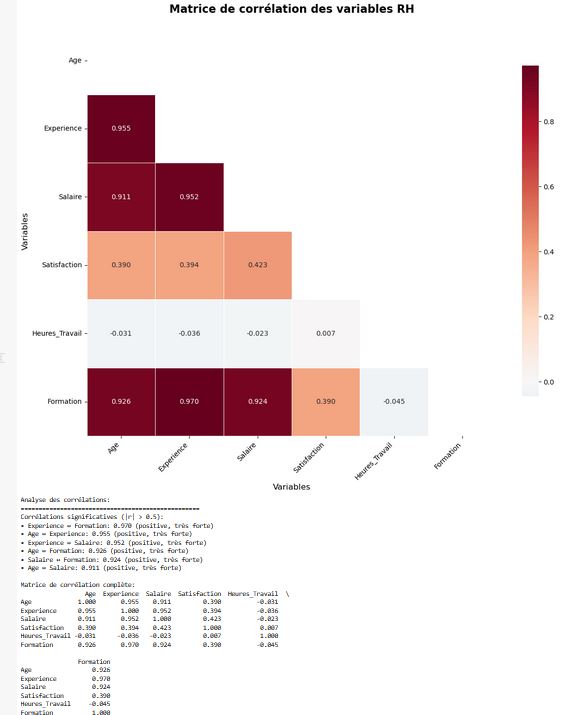 Matrice de corrélation des variables RH
Age
Experience
0.955
Salaire
0.911 0.952
Satisfaction
0.390 0.394 0.423
Heures_Travail
-0.031 -0.036 -0.023 0.007
Formation
0.926 0.970 0.924 0.390 -0.045
Variables
Age Experience Salaire Satisfaction Heures_Travail Formation
Variables
0.8
0.6
0.4
0.2
0.0
Analyse des corrélations:
==================================================
Corrélations significatives (|r| > 0.5):
• Experience ↔ Formation: 0.970 (positive, très forte)
• Age ↔ Experience: 0.955 (positive, très forte)
• Experience ↔ Salaire: 0.952 (positive, très forte)
• Age ↔ Formation: 0.926 (positive, très forte)
• Salaire ↔ Formation: 0.924 (positive, très forte)
• Age ↔ Salaire: 0.911 (positive, très forte)
Matrice de corrélation complète:
Age Experience Salaire Satisfaction Heures_Travail \
Age 1.000 0.955 0.911 0.390 -0.031
Experience 0.955 1.000 0.952 0.394 -0.036
Salaire 0.911 0.952 1.000 0.423 -0.023
Satisfaction 0.390 0.394 0.423 1.000 0.007
Heures_Travail -0.031 -0.036 -0.023 0.007 1.000
Formation 0.926 0.970 0.924 0.390 -0.045
Formation
Age 0.926
Experience 0.970
Salaire 0.924
Satisfaction 0.390
Heures_Travail -0.045
Formation 1.000